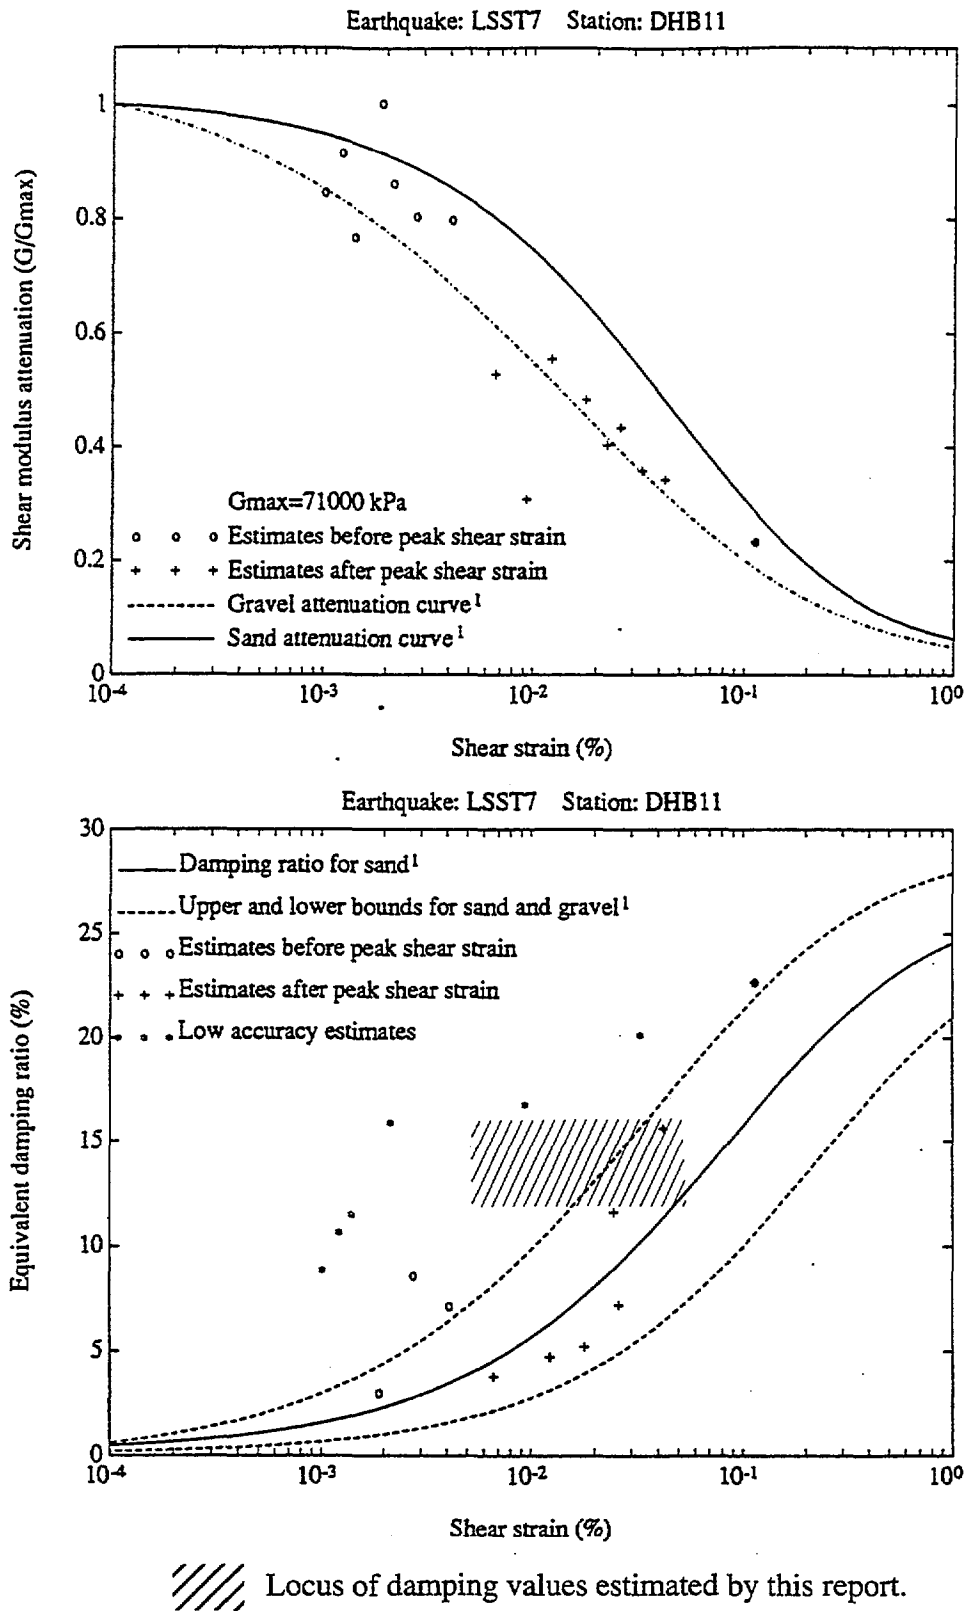 Earthquake: LSST7 Station: DHB11
Shear modulus attenuation (G/Gmax)
1
0.8
0.6
0.4
0.2
0
Gmax=71000 kPa
Estimates before peak shear strain
Estimates after peak shear strain
Gravel attenuation curve¹
Sand attenuation curve¹
10⁻⁴ 10⁻³ 10⁻² 10⁻¹ 10⁰
Shear strain (%)
Earthquake: LSST7 Station: DHB11
Equivalent damping ratio (%)
30
25
20
15
10
5
0
Damping ratio for sand¹
Upper and lower bounds for sand and gravel¹
Estimates before peak shear strain
Estimates after peak shear strain
Low accuracy estimates
10⁻⁴ 10⁻³ 10⁻² 10⁻¹ 10⁰
Shear strain (%)
Locus of damping values estimated by this report.